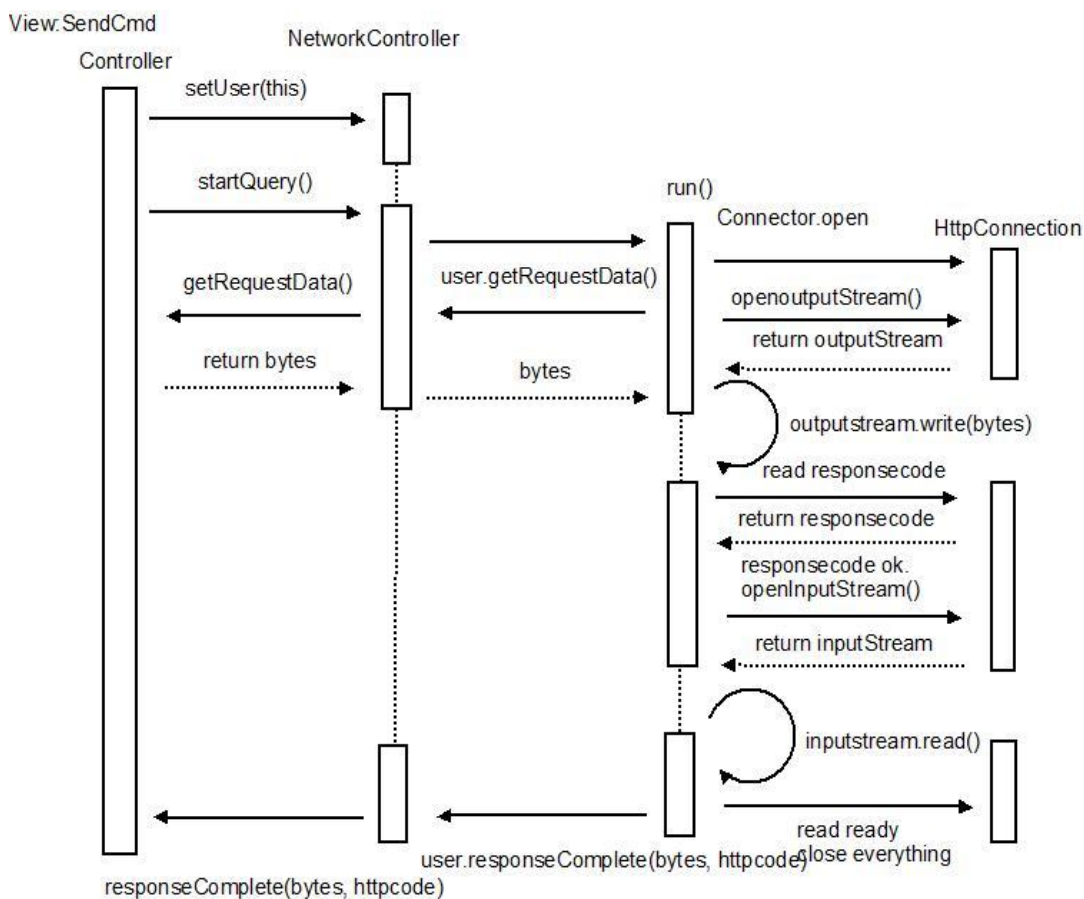 View:SendCmd
Controller
NetworkController
setUser(this)
startQuery()
run()
Connector.open
HttpConnection
getRequestData()
user.getRequestData()
openoutputStream()
return outputStream
return bytes
bytes
outputstream.write(bytes)
read responsecode
return responsecode
responsecode ok.
openInputStream()
return inputStream
inputstream.read()
read ready
close everything
user.responseComplete(bytes, httpcode)
responseComplete(bytes, httpcode)